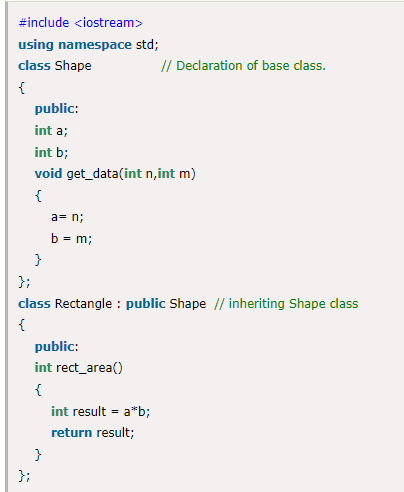 #include <iostream>
using namespace std;
class Shape // Declaration of base class.
{
public:
int a;
int b;
void get_data(int n,int m)
{
a= n;
b = m;
}
};
class Rectangle : public Shape // inheriting Shape class
{
public:
int rect_area()
{
int result = a*b;
return result;
}
};